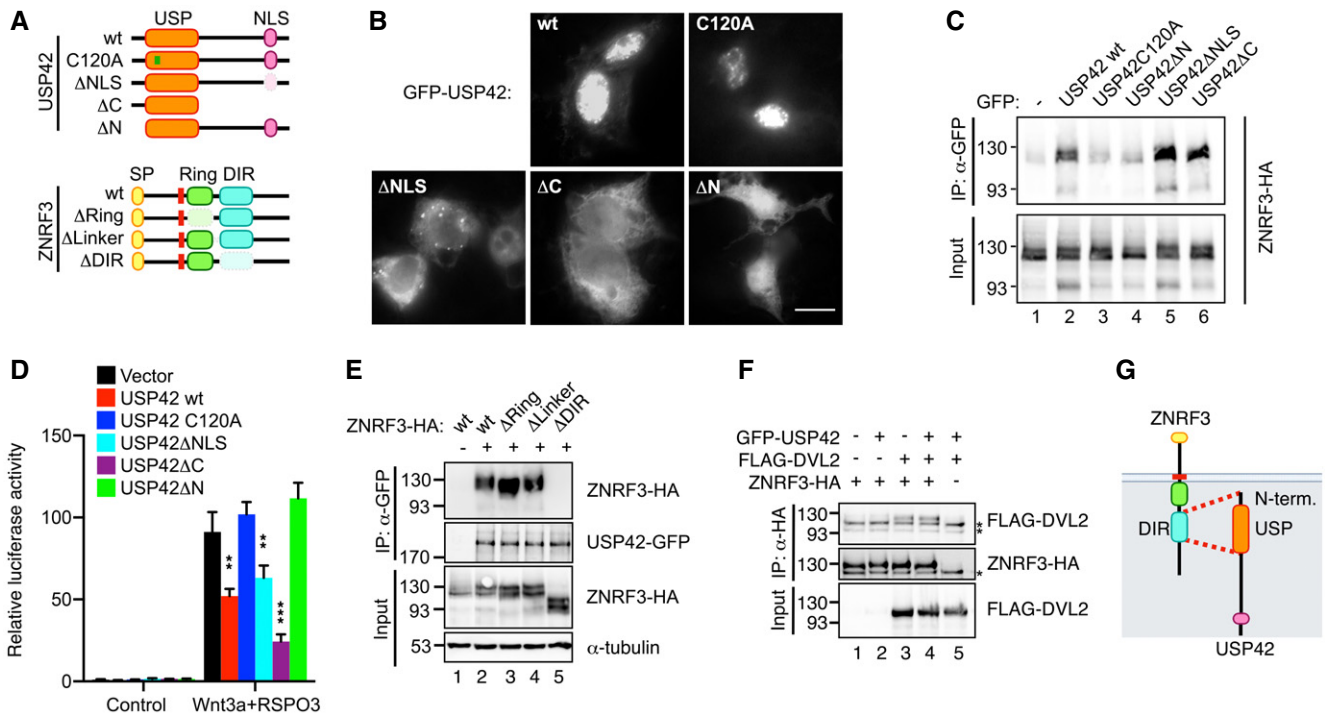 A
USP NLS
USP42
wt
C120A
ΔNLS
ΔC
ΔN
SP Ring DIR
ZNRF3
wt
ΔRing
ΔLinker
ΔDIR
B
GFP-USP42:
wt
C120A
ΔNLS
ΔC
ΔN
C
GFP: - USP42 wt USP42C120A USP42ΔN USP42ΔNLS USP42ΔC
IP: α-GFP
130
93
Input
130
93
ZNRF3-HA
1 2 3 4 5 6
D
Vector
USP42 wt
USP42 C120A
USP42ΔNLS
USP42ΔC
USP42ΔN
Relative luciferase activity
150
100
50
0
** ** ***
Control Wnt3a+RSPO3
E
ZNRF3-HA: wt wt ΔRing ΔLinker ΔDIR
- + + + +
IP: α-GFP
130
93
ZNRF3-HA
170
USP42-GFP
Input
130
93
ZNRF3-HA
53
α-tubulin
1 2 3 4 5
F
GFP-USP42 - + - + +
FLAG-DVL2 - - + + +
ZNRF3-HA + + + + -
IP: α-HA
130
93
* *
FLAG-DVL2
130
*
ZNRF3-HA
Input
130
93
FLAG-DVL2
1 2 3 4 5
G
ZNRF3
N-term.
DIR USP
USP42